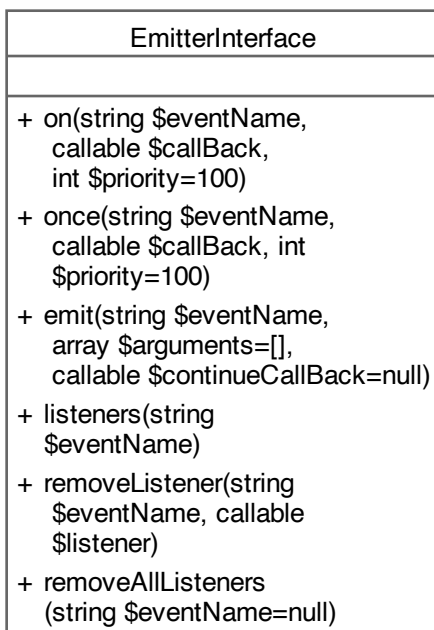 EmitterInterface
+ on(string $eventName,
callable $callBack,
int $priority=100)
+ once(string $eventName,
callable $callBack, int
$priority=100)
+ emit(string $eventName,
array $arguments=[],
callable $continueCallBack=null)
+ listeners(string
$eventName)
+ removeListener(string
$eventName, callable
$listener)
+ removeAllListeners
(string $eventName=null)